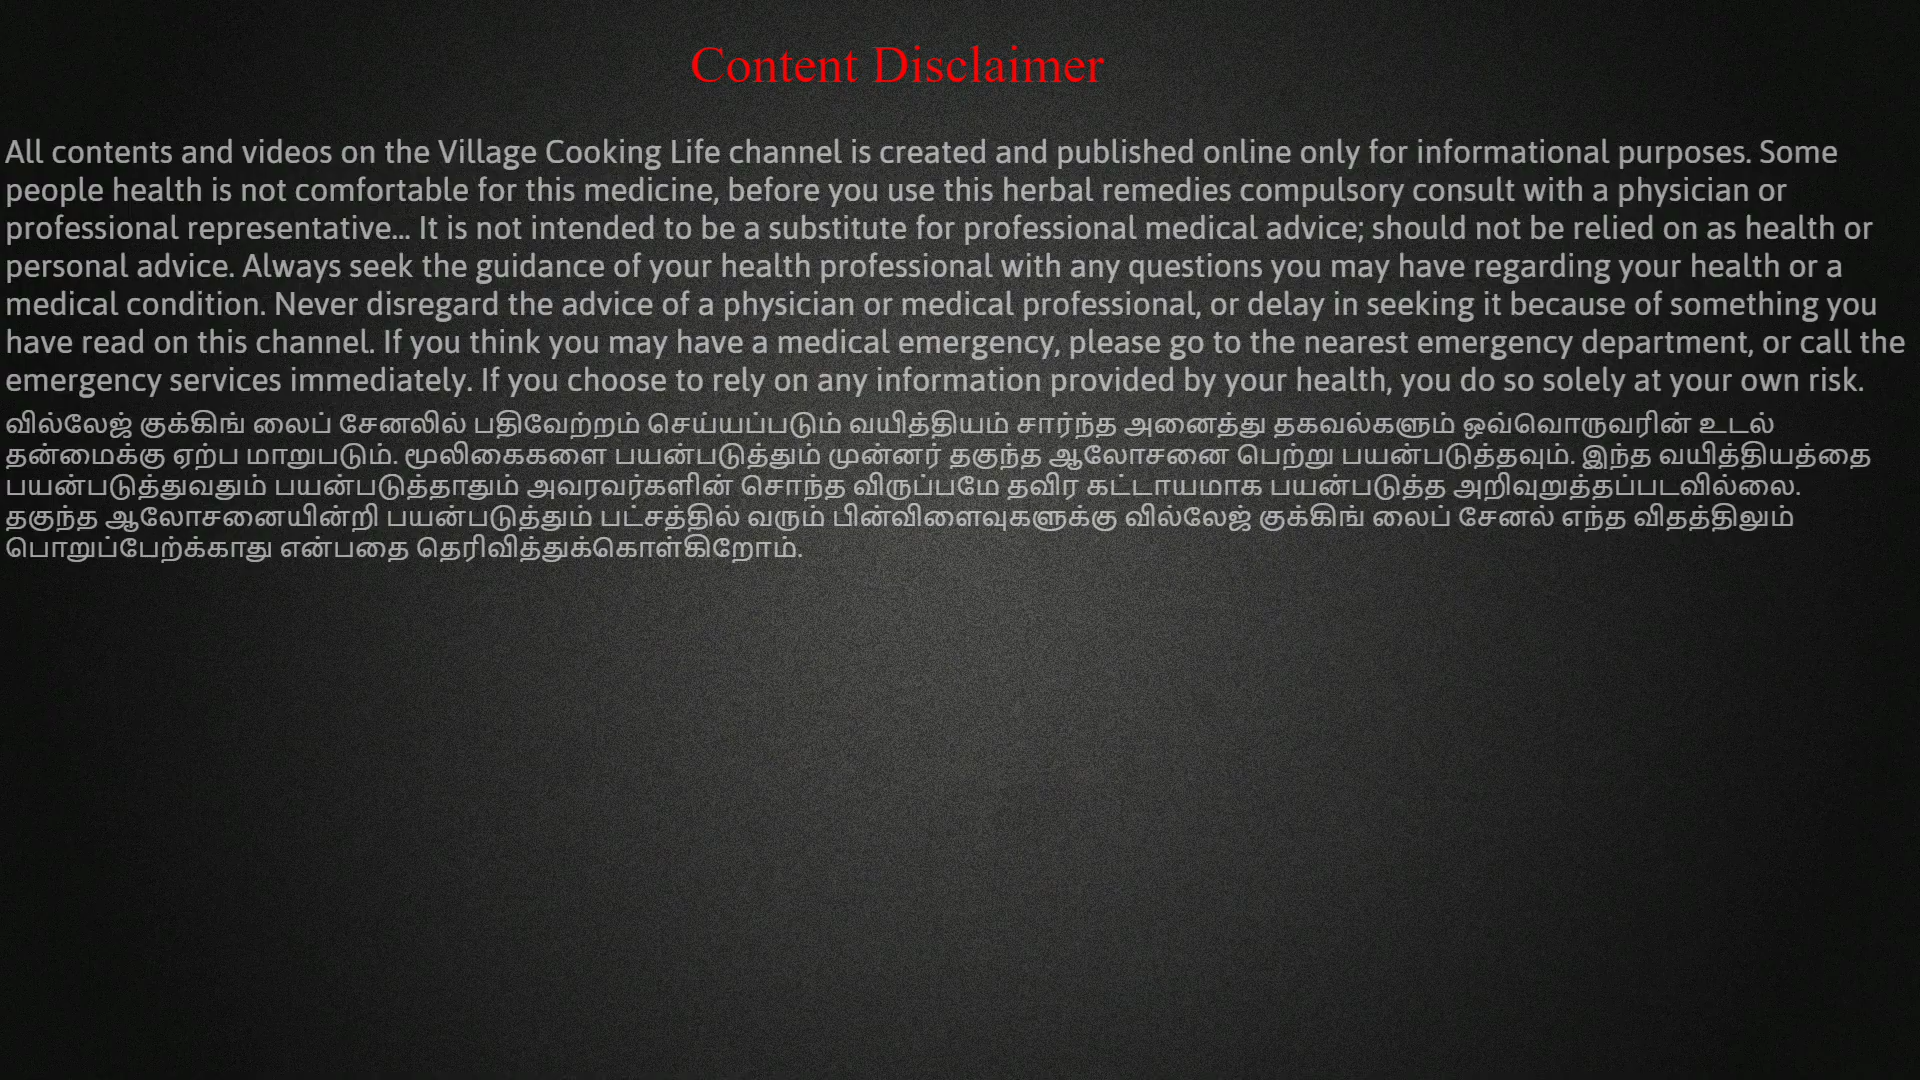 Content Disclaimer
All contents and videos on the Village Cooking Life channel is created and published online only for informational purposes. Some
people health is not comfortable for this medicine, before you use this herbal remedies compulsory consult with a physician or
professional representative... It is not intended to be a substitute for professional medical advice; should not be relied on as health or
personal advice. Always seek the guidance of your health professional with any questions you may have regarding your health or a
medical condition. Never disregard the advice of a physician or medical professional, or delay in seeking it because of something you
have read on this channel. If you think you may have a medical emergency, please go to the nearest emergency department, or call the
emergency services immediately. If you choose to rely on any information provided by your health, you do so solely at your own risk.
வில்லேஜ் குக்கிங் லைப் சேனலில் பதிவேற்றம் செய்யப்படும் வயித்தியம் சார்ந்த அனைத்து தகவல்களும் ஒவ்வொருவரின் உடல்
தன்மைக்கு ஏற்ப மாறுபடும். மூலிகைகளை பயன்படுத்தும் முன்னர் தகுந்த ஆலோசனை பெற்று பயன்படுத்தவும். இந்த வயித்தியத்தை
பயன்படுத்துவதும் பயன்படுத்தாதும் அவரவர்களின் சொந்த விருப்பமே தவிர கட்டாயமாக பயன்படுத்த அறிவுறுத்தப்படவில்லை.
தகுந்த ஆலோசனையின்றி பயன்படுத்தும் பட்சத்தில் வரும் பின்விளைவுகளுக்கு வில்லேஜ் குக்கிங் லைப் சேனல் எந்த விதத்திலும்
பொறுப்பேற்க்காது என்பதை தெரிவித்துக்கொள்கிறோம்.